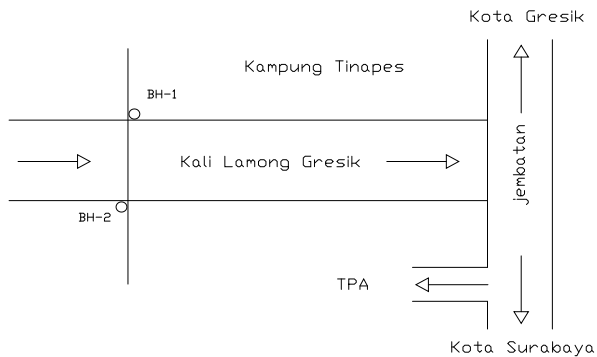 Kota Gresik
Kampung Tinapes
BH-1
Kali Lamong Gresik
jembatan
BH-2
TPA
Kota Surabaya